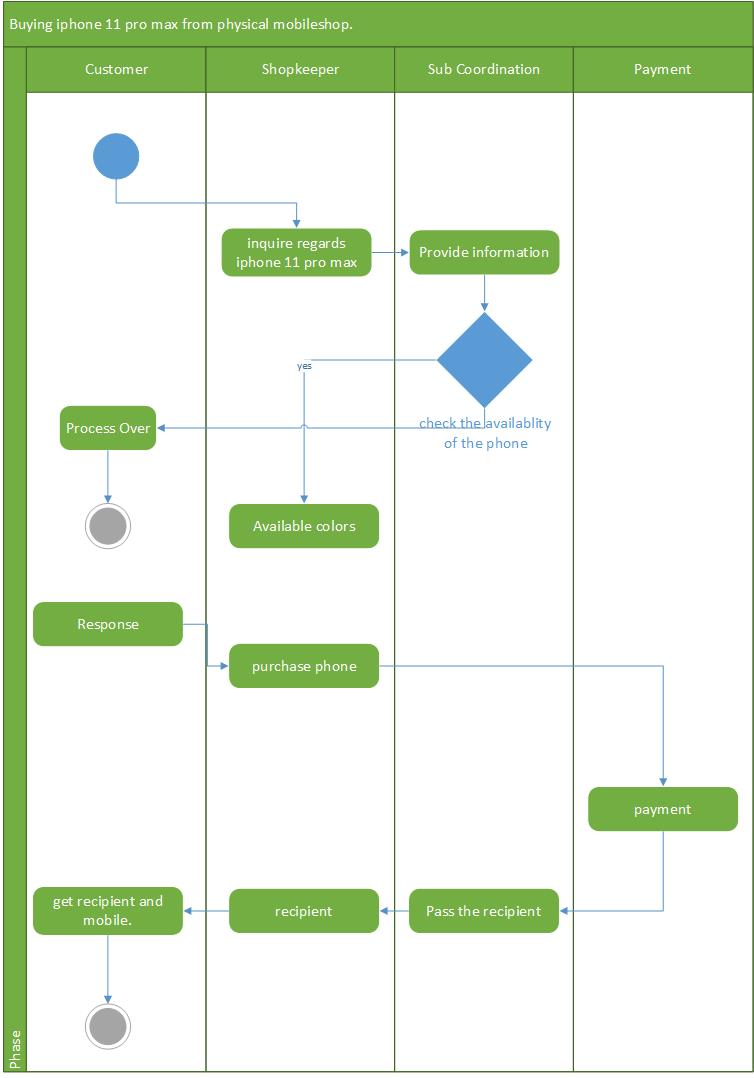 Buying iphone 11 pro max from physical mobileshop.
Customer
Shopkeeper
Sub Coordination
Payment
inquire regards
iphone 11 pro max
Provide information
yes
check the availablity
of the phone
Process Over
Available colors
Response
purchase phone
payment
get recipient and
mobile.
recipient
Pass the recipient
Phase